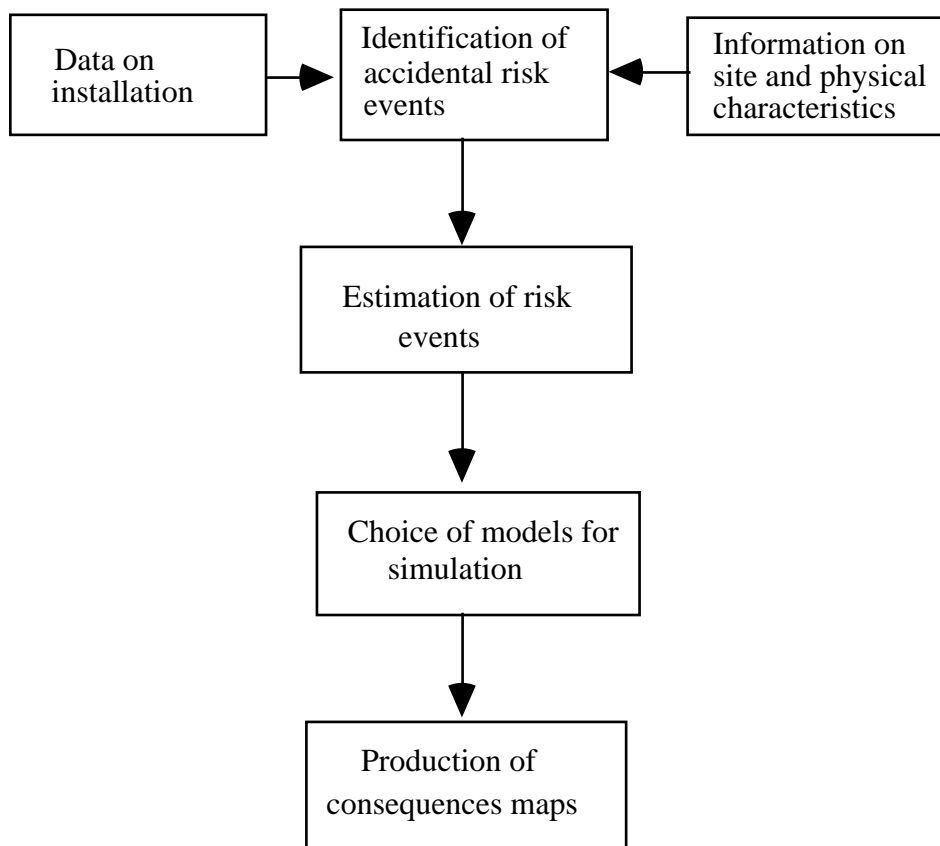 Data on
installation
Identification of
accidental risk
events
Information on
site and physical
characteristics
Estimation of risk
events
Choice of models for
simulation
Production of
consequences maps